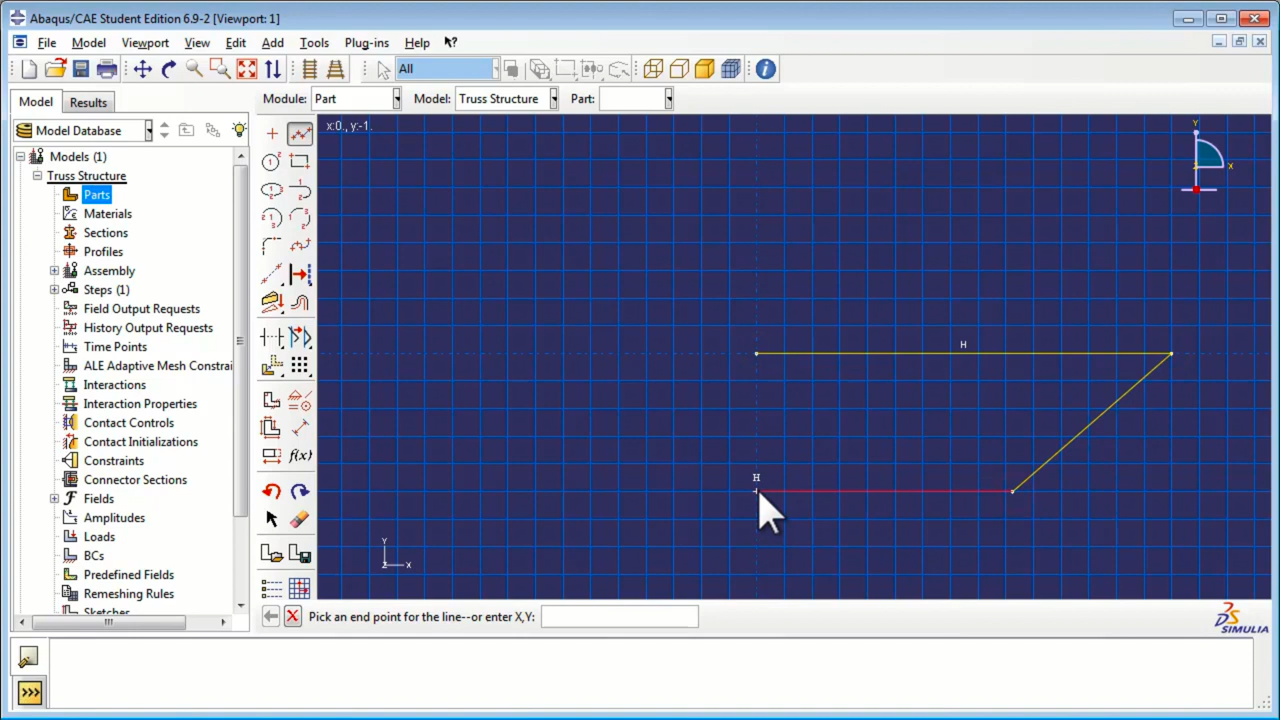 Abaqus/CAE Student Edition 6.9-2 [Viewport: 1]
File Model Viewport View Edit Add Tools Plug-ins Help
All
Model Results Module: Part Model: Truss Structure Part:
Model Database
x:0., y:-1.
Y
X
Models (1)
Truss Structure
Parts
Materials
Sections
Profiles
Assembly
Steps (1)
Field Output Requests
History Output Requests
Time Points
ALE Adaptive Mesh Constrai
Interactions
Interaction Properties
Contact Controls
Contact Initializations
Constraints
Connector Sections
Fields
Amplitudes
Loads
BCs
Predefined Fields
Remeshing Rules
Sketches
f(x)
H
H
Y
Z X
Pick an end point for the line--or enter X,Y:
DS SIMULIA
>>>